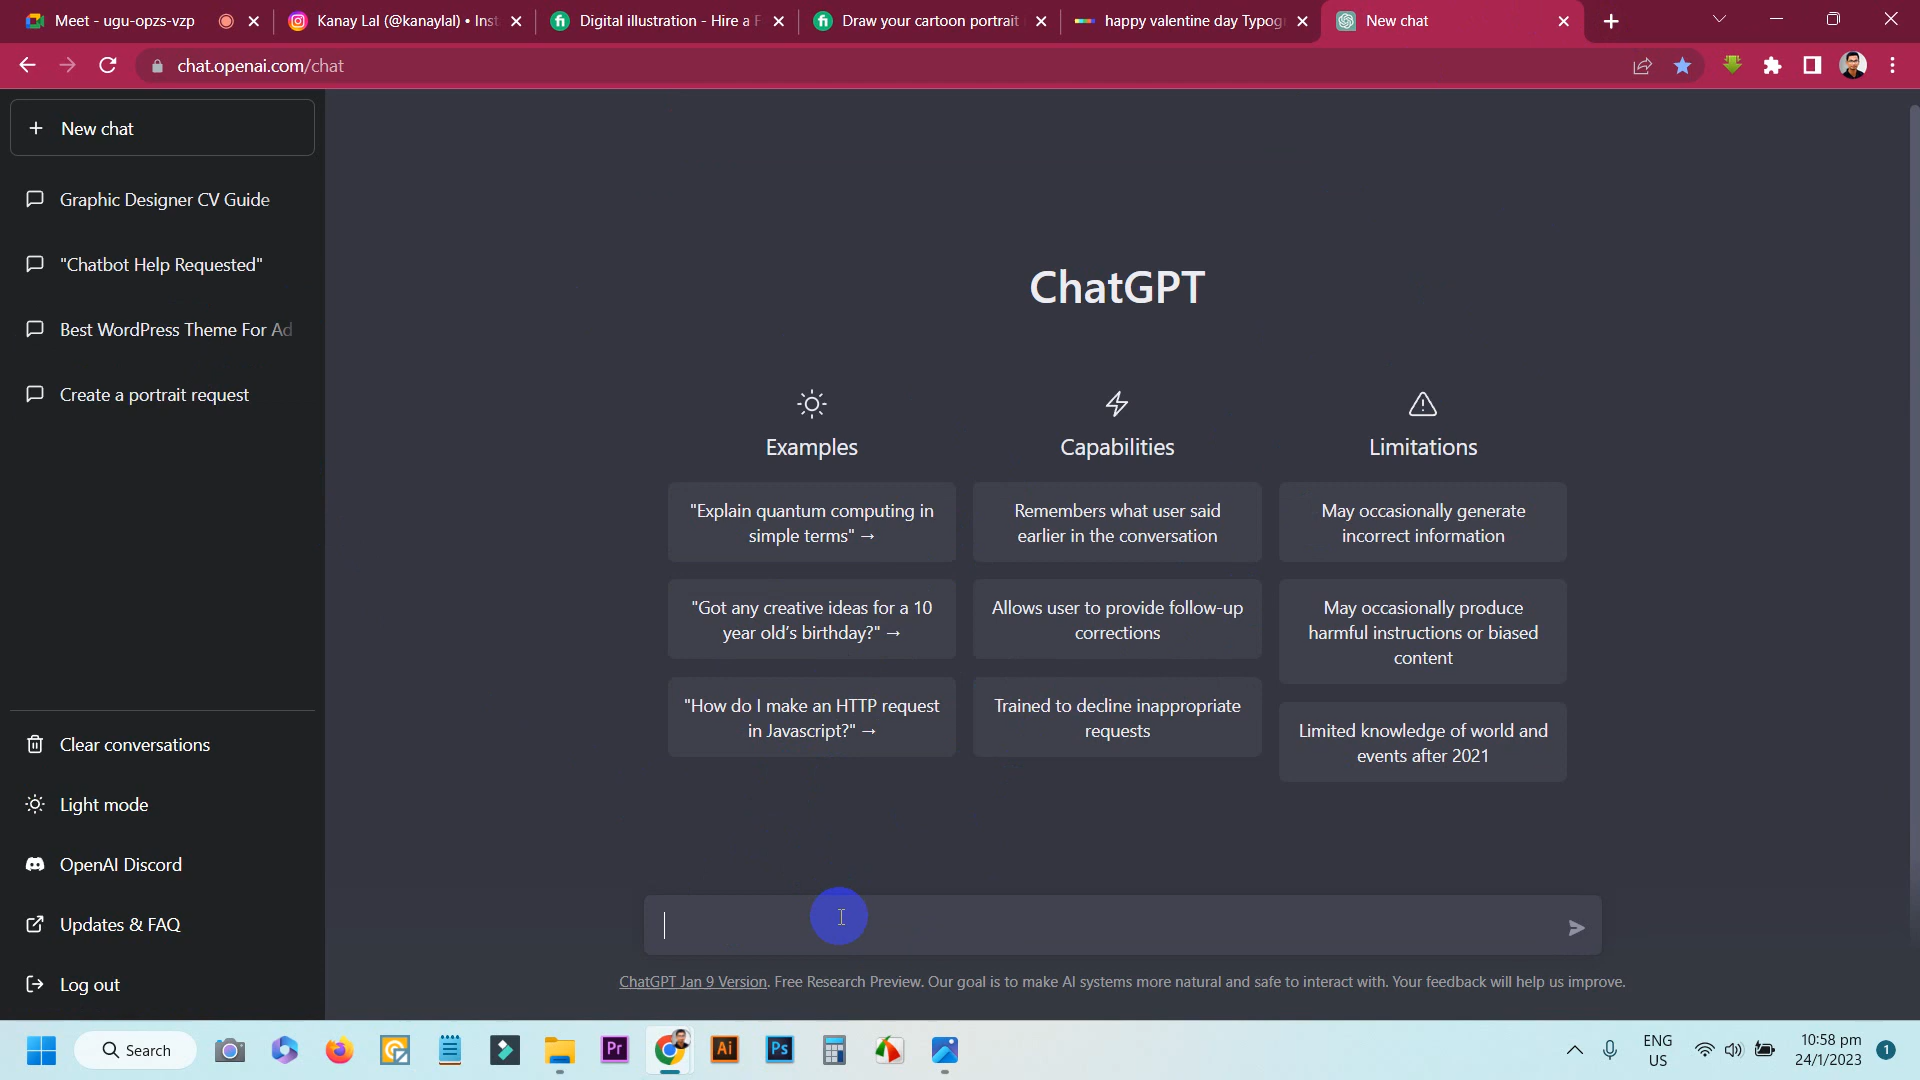 Meet - ugu-opzs-vzp
Kanay Lal (@kanaylal) • Inst
Digital illustration - Hire a F
Draw your cartoon portrait
happy valentine day Typogr
New chat
chat.openai.com/chat
New chat
Graphic Designer CV Guide
"Chatbot Help Requested"
Best WordPress Theme For Ad
Create a portrait request
Clear conversations
Light mode
OpenAI Discord
Updates & FAQ
Log out
ChatGPT
Examples
"Explain quantum computing in
simple terms" →
"Got any creative ideas for a 10
year old's birthday?" →
"How do I make an HTTP request
in Javascript?" →
Capabilities
Remembers what user said
earlier in the conversation
Allows user to provide follow-up
corrections
Trained to decline inappropriate
requests
Limitations
May occasionally generate
incorrect information
May occasionally produce
harmful instructions or biased
content
Limited knowledge of world and
events after 2021
ChatGPT Jan 9 Version. Free Research Preview. Our goal is to make AI systems more natural and safe to interact with. Your feedback will help us improve.
Search
Pr
Ai
Ps
ENG
US
10:58 pm
24/1/2023
1